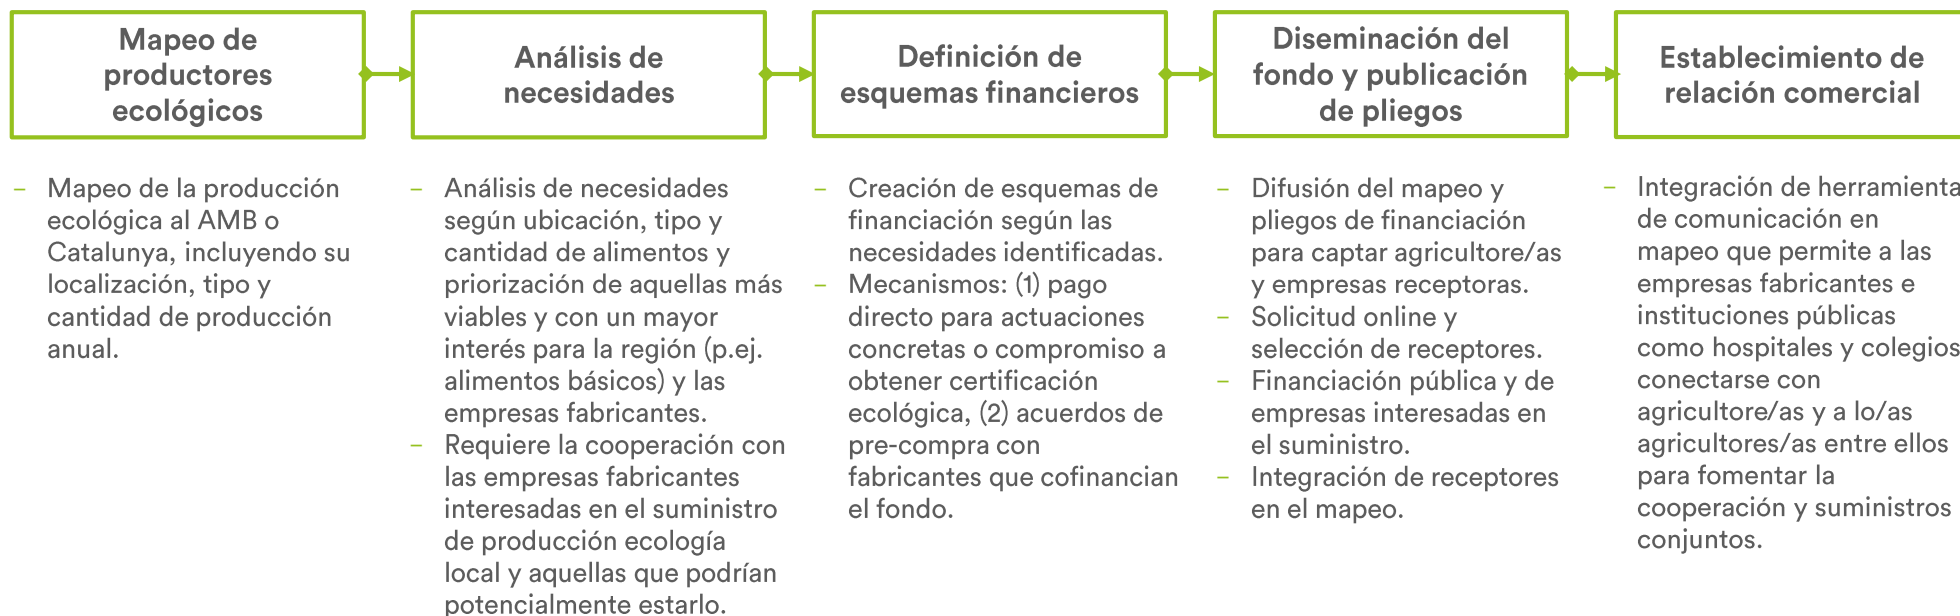 Mapeo de
productores
ecológicos
Análisis de
necesidades
Definición de
esquemas financieros
Diseminación del
fondo y publicación
de pliegos
Establecimiento de
relación comercial
– Mapeo de la producción
ecológica al AMB o
Catalunya, incluyendo su
localización, tipo y
cantidad de producción
anual.
– Análisis de necesidades
según ubicación, tipo y
cantidad de alimentos y
priorización de aquellas más
viables y con un mayor
interés para la región (p.ej.
alimentos básicos) y las
empresas fabricantes.
– Requiere la cooperación con
las empresas fabricantes
interesadas en el suministro
de producción ecología
local y aquellas que podrían
potencialmente estarlo.
– Creación de esquemas de
financiación según las
necesidades identificadas.
– Mecanismos: (1) pago
directo para actuaciones
concretas o compromiso a
obtener certificación
ecológica, (2) acuerdos de
pre-compra con
fabricantes que cofinancian
el fondo.
– Difusión del mapeo y
pliegos de financiación
para captar agricultore/as
y empresas receptoras.
– Solicitud online y
selección de receptores.
– Financiación pública y de
empresas interesadas en
el suministro.
– Integración de receptores
en el mapeo.
– Integración de herramienta
de comunicación en
mapeo que permite a las
empresas fabricantes e
instituciones públicas
como hospitales y colegios
conectarse con
agricultore/as y a lo/as
agricultores/as entre ellos
para fomentar la
cooperación y suministros
conjuntos.